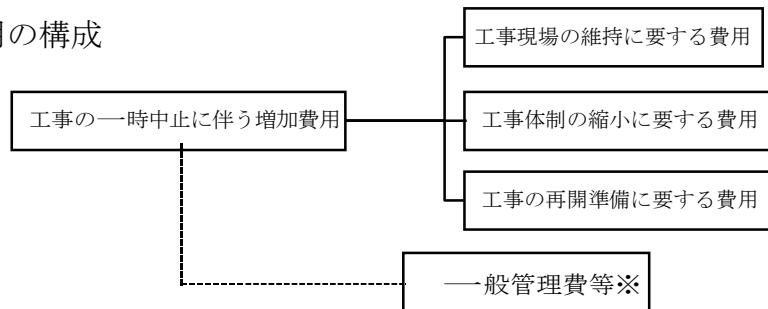 の構成
工事現場の維持に要する費用
工事の一時中止に伴う増加費用
工事体制の縮小に要する費用
工事の再開準備に要する費用
一般管理費等※